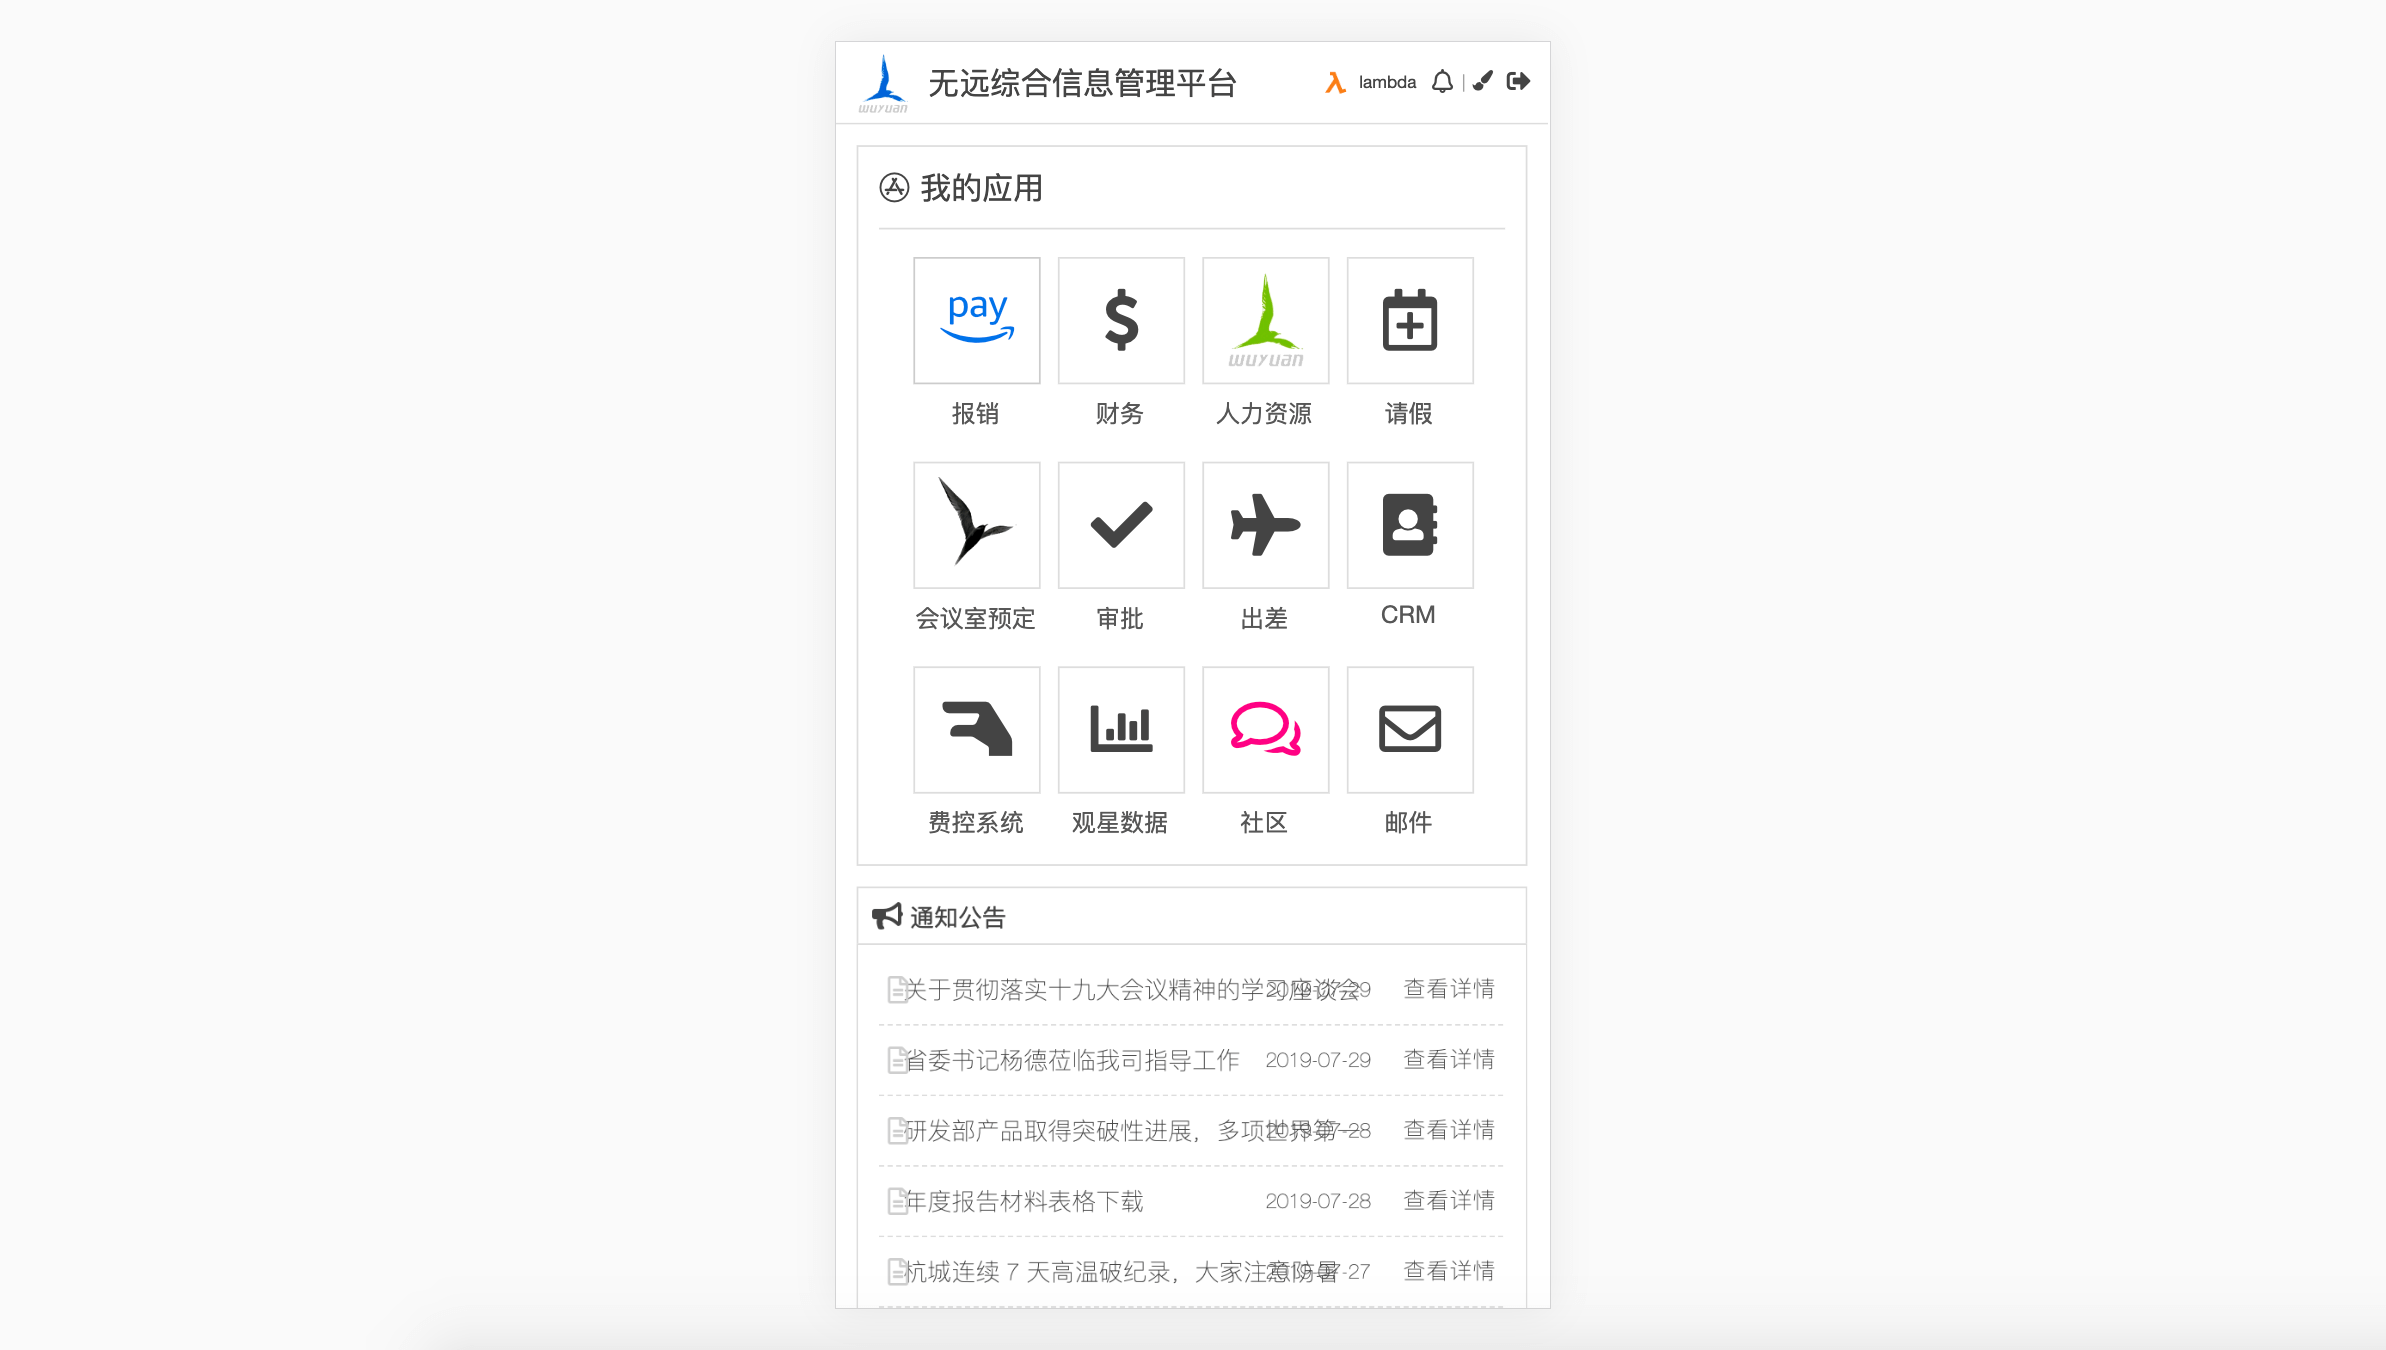 无远综合信息管理平台
wuyuan
lambda
我的应用
pay
wuyuan
报销
财务
人力资源
请假
会议室预定
审批
出差
CRM
费控系统
观星数据
社区
邮件
通知公告
关于贯彻落实十九大会议精神的学习座谈会 2019-07-29 查看详情
省委书记杨德莅临我司指导工作 2019-07-29 查看详情
研发部产品取得突破性进展，多项世界第一 2019-07-28 查看详情
年度报告材料表格下载 2019-07-28 查看详情
杭城连续 7 天高温破纪录，大家注意防暑 2019-07-27 查看详情